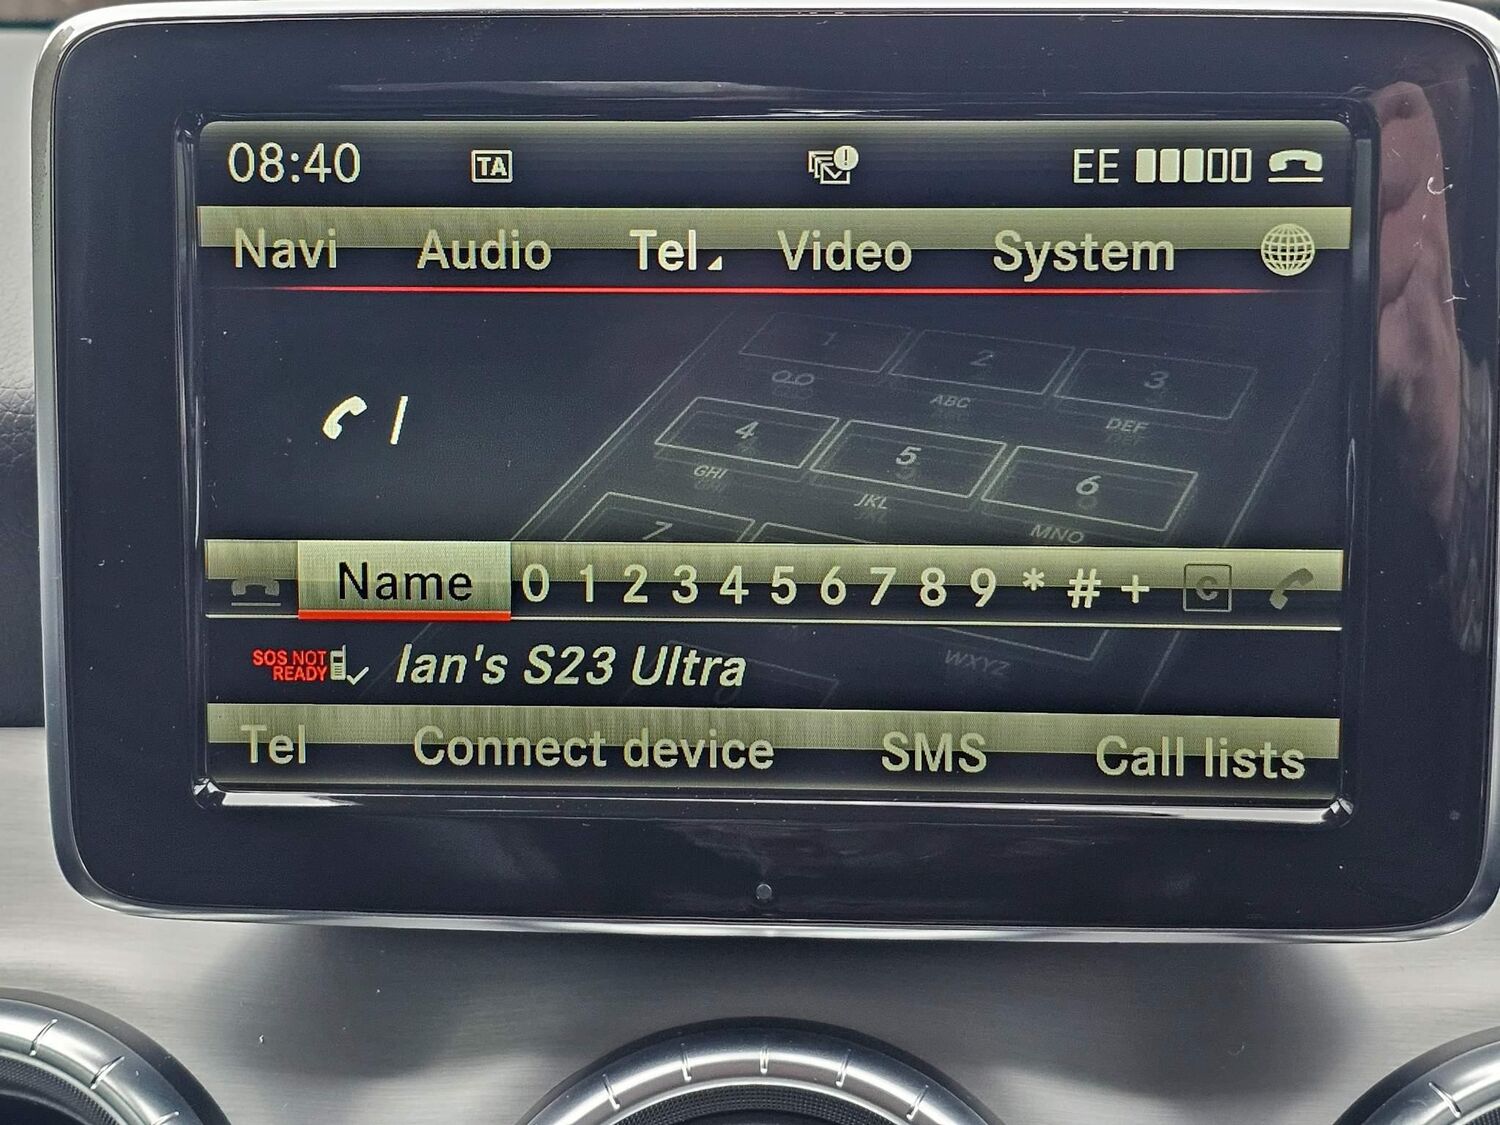 08:40 TA EE
Navi Audio Tel Video System
1 2 3
ABC DEF
4 5 6
GHI JKL MNO
7
Name 0 1 2 3 4 5 6 7 8 9 * # + C
SOS NOT
READY
Ian's S23 Ultra
WXYZ
Tel Connect device SMS Call lists